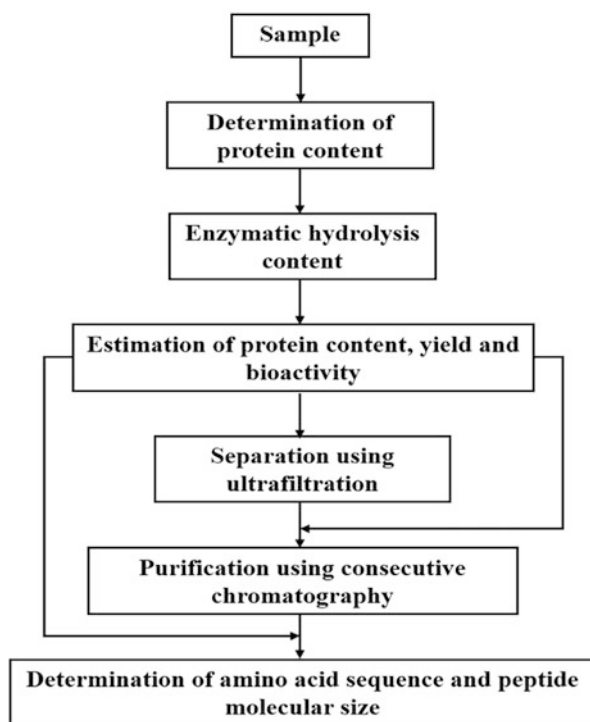 Sample
Determination of
protein content
Enzymatic hydrolysis
content
Estimation of protein content, yield and
bioactivity
Separation using
ultrafiltration
Purification using consecutive
chromatography
Determination of amino acid sequence and peptide
molecular size